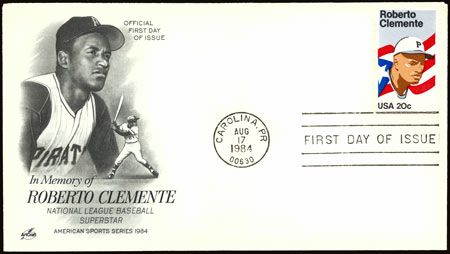 OFFICIAL
FIRST DAY
OF ISSUE
PIRAT
In Memory of
ROBERTO CLEMENTE
NATIONAL LEAGUE BASEBALL
SUPERSTAR
AMERICAN SPORTS SERIES 1984
Roberto
Clemente
P
USA 20c
CAROLINA, PR
AUG
17
1984
00630
FIRST DAY OF ISSUE